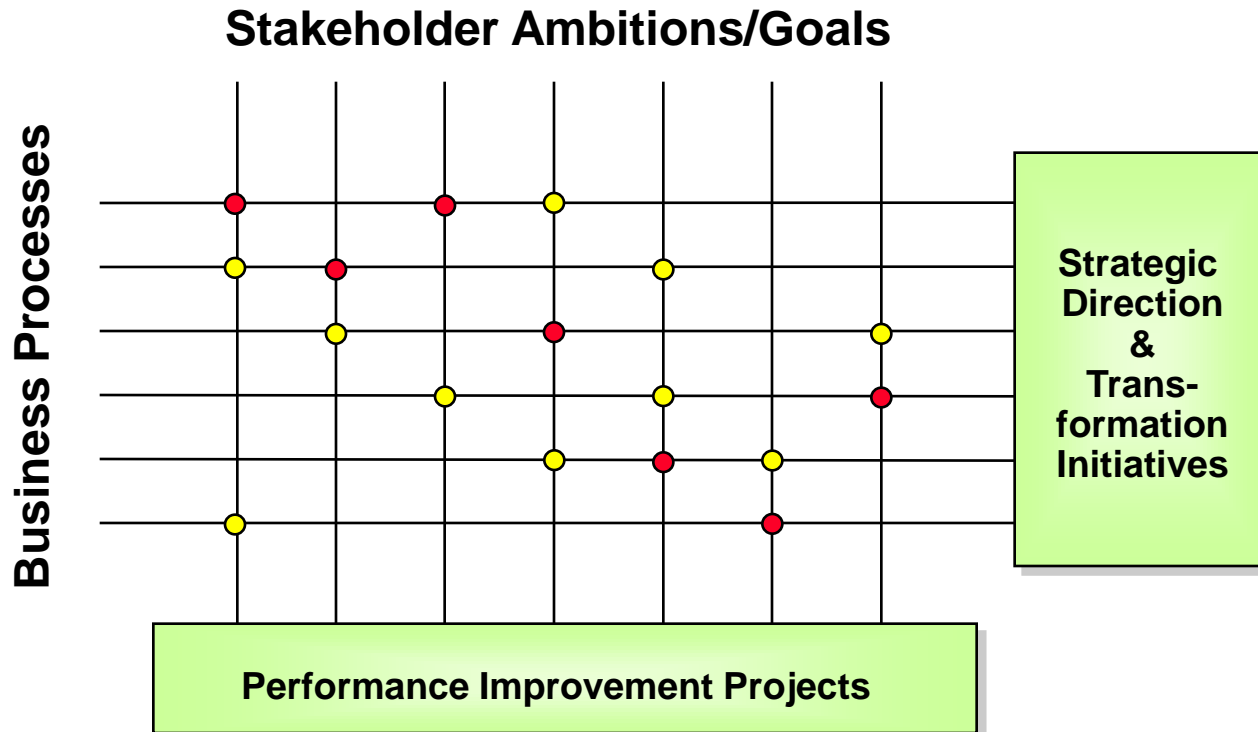 Stakeholder Ambitions/Goals
Business Processes
Strategic
Direction
&
Trans-
formation
Initiatives
Performance Improvement Projects